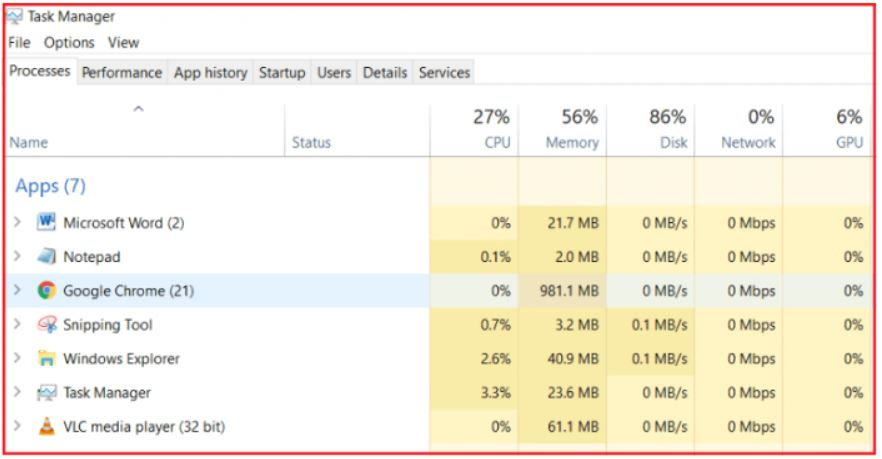 Task Manager
File Options View
Processes Performance App history Startup Users Details Services
27% 56% 86% 0% 6%
Name Status CPU Memory Disk Network GPU
Apps (7)
Microsoft Word (2) 0% 21.7 MB 0 MB/s 0 Mbps 0%
Notepad 0.1% 2.0 MB 0 MB/s 0 Mbps 0%
Google Chrome (21) 0% 981.1 MB 0 MB/s 0 Mbps 0%
Snipping Tool 0.7% 3.2 MB 0.1 MB/s 0 Mbps 0%
Windows Explorer 2.6% 40.9 MB 0.1 MB/s 0 Mbps 0%
Task Manager 3.3% 23.6 MB 0 MB/s 0 Mbps 0%
VLC media player (32 bit) 0% 61.1 MB 0 MB/s 0 Mbps 0%